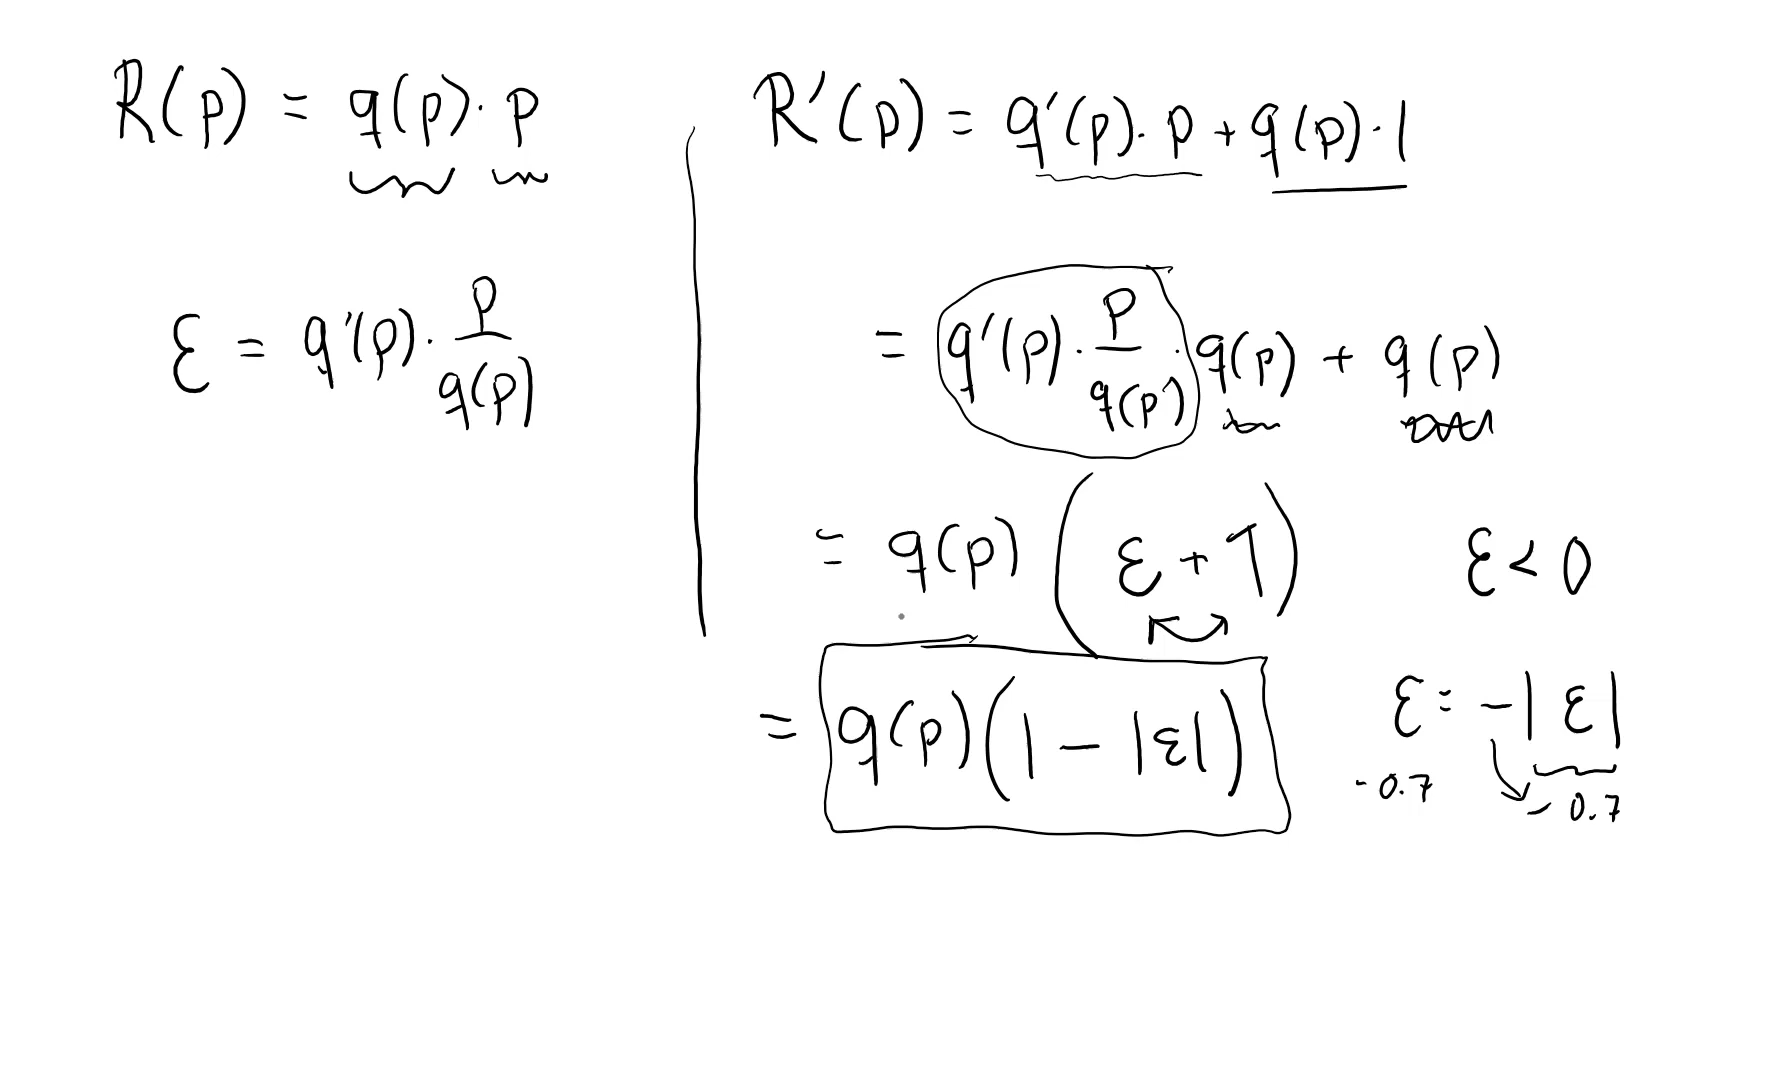 R(p) = q(p) · p
ε = q'(p) · p/q(p)
R'(p) = q'(p) · p + q(p) · 1
= q'(p) · p/q(p) · q(p) + q(p)
= q(p) (ε + 1) ε < 0
= q(p) (1 − |ε|) ε = −|ε|
-0.7 − 0.7